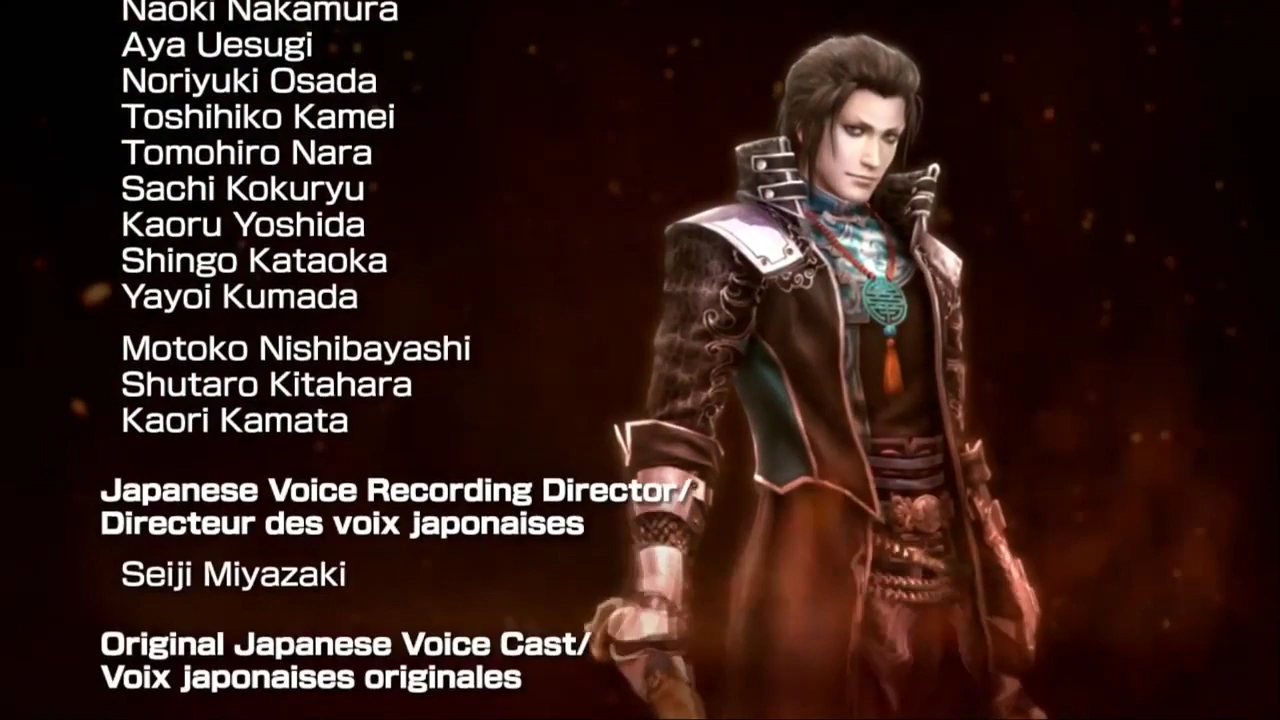 Naoki Nakamura
Aya Uesugi
Noriyuki Osada
Toshihiko Kamei
Tomohiro Nara
Sachi Kokuryu
Kaoru Yoshida
Shingo Kataoka
Yayoi Kumada
Motoko Nishibayashi
Shutaro Kitahara
Kaori Kamata
Japanese Voice Recording Director/
Directeur des voix japonaises
Seiji Miyazaki
Original Japanese Voice Cast/
Voix japonaises originales